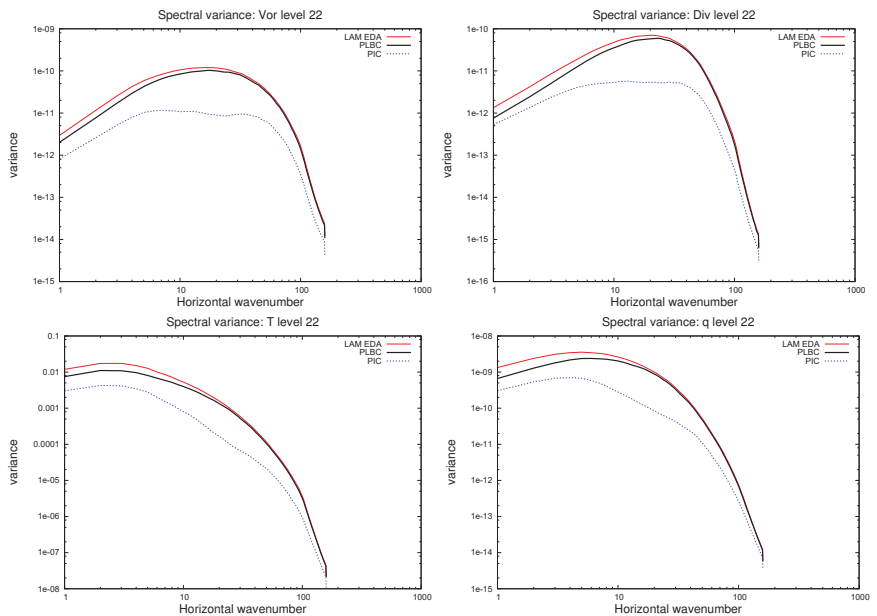 Spectral variance: Vor level 22
1e-09
1e-10
1e-11
1e-12
1e-13
1e-14
1e-15
variance
LAM EDA
PLBC
PIC
1 10 100 1000
Horizontal wavenumber
Spectral variance: Div level 22
1e-10
1e-11
1e-12
1e-13
1e-14
1e-15
1e-16
variance
LAM EDA
PLBC
PIC
1 10 100 1000
Horizontal wavenumber
Spectral variance: T level 22
0.1
0.01
0.001
0.0001
1e-05
1e-06
1e-07
1e-08
variance
LAM EDA
PLBC
PIC
1 10 100 1000
Horizontal wavenumber
Spectral variance: q level 22
1e-08
1e-09
1e-10
1e-11
1e-12
1e-13
1e-14
1e-15
variance
LAM EDA
PLBC
PIC
1 10 100 1000
Horizontal wavenumber